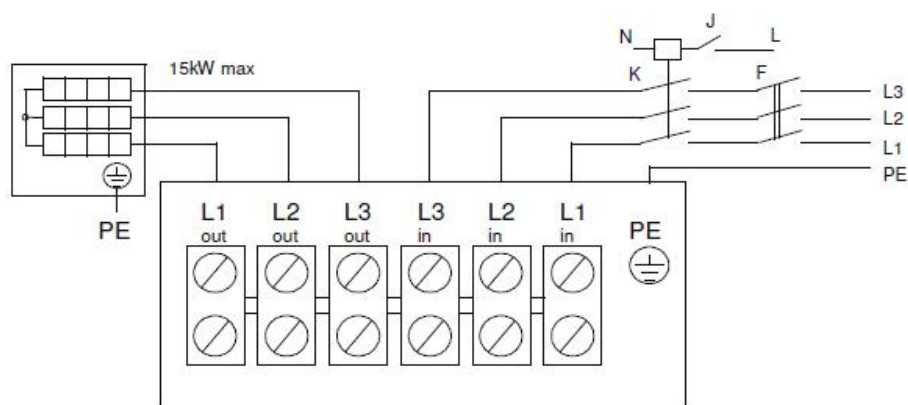 N J L
15kW max
K F
L3
L2
L1
PE
PE
L1 L2 L3 L3 L2 L1 PE
out out out in in in